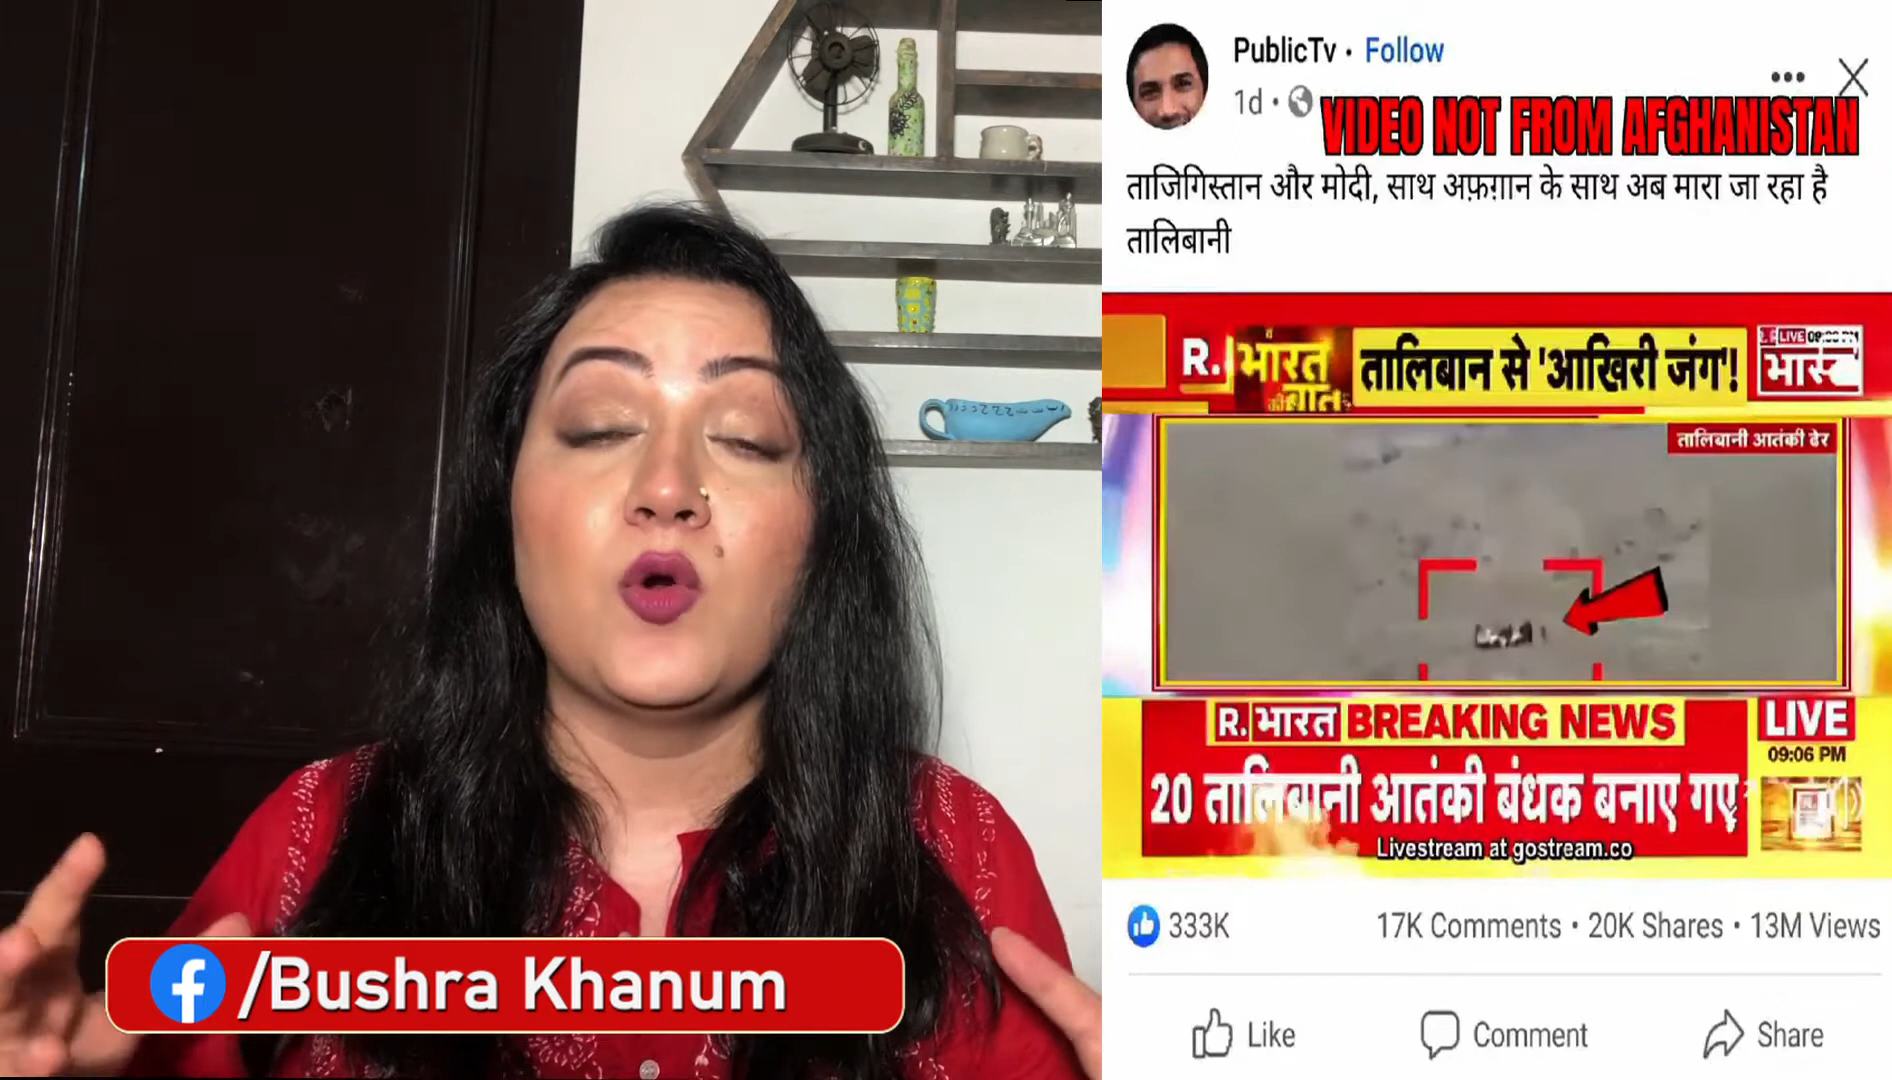 PublicTv · Follow
1d ·
VIDEO NOT FROM AFGHANISTAN
ताजिगिस्तान और मोदी, साथ अफ़ग़ान के साथ अब मारा जा रहा है
तालिबानी
R. भारत
की बात
तालिबान से 'आखिरी जंग'!
LIVE
तालिबानी आतंकी ढेर
R. भारत BREAKING NEWS
LIVE
09:06 PM
20 तालिबानी आतंकी बंधक बनाए गए
Livestream at gostream.co
333K
17K Comments · 20K Shares · 13M Views
Like
Comment
Share
/Bushra Khanum